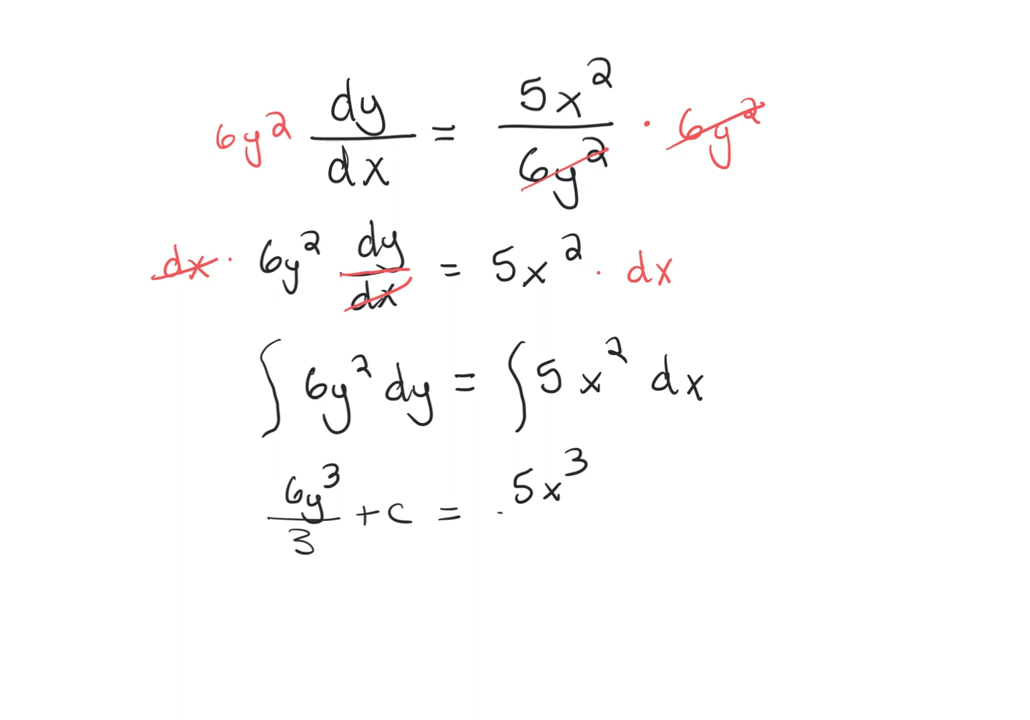 6y² dy/dx = 5x²/6y² · 6y²
dx · 6y² dy/dx = 5x² · dx
∫ 6y² dy = ∫ 5x² dx
6y³/3 + c = 5x³